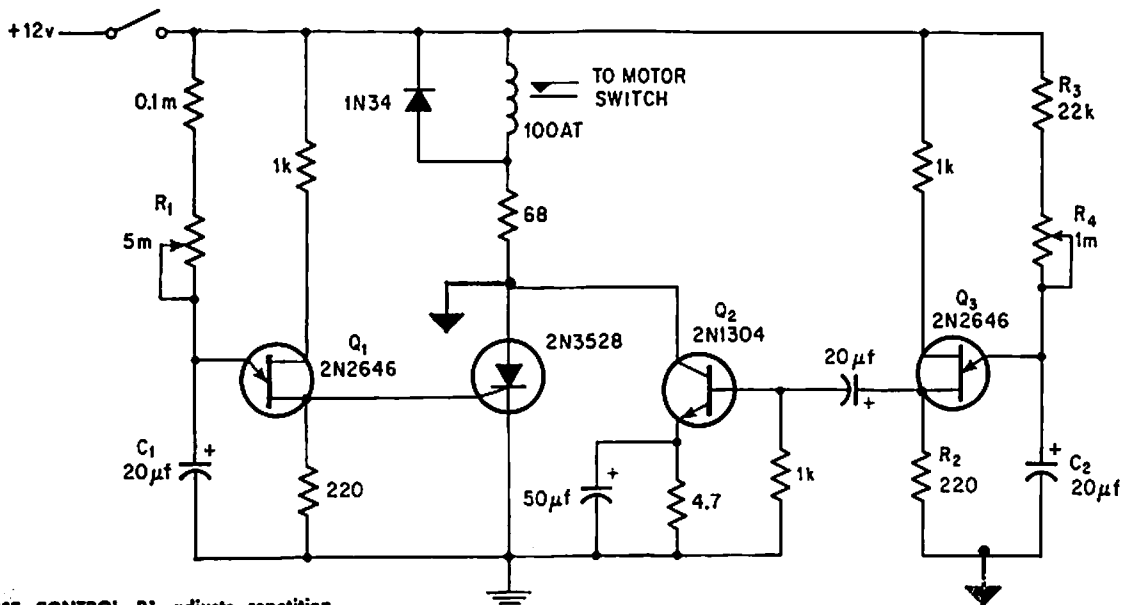 +12v
0.1m
1k
1N34
TO MOTOR
SWITCH
100AT
R3
22k
1k
R1
5m
68
R4
1m
Q1
2N2646
2N3528
Q2
2N1304
Q3
2N2646
20μf
+
C1
20μf
+
220
50μf
+
4.7
1k
R2
220
+
C2
20μf
CONTROL R1 adjusts repetition